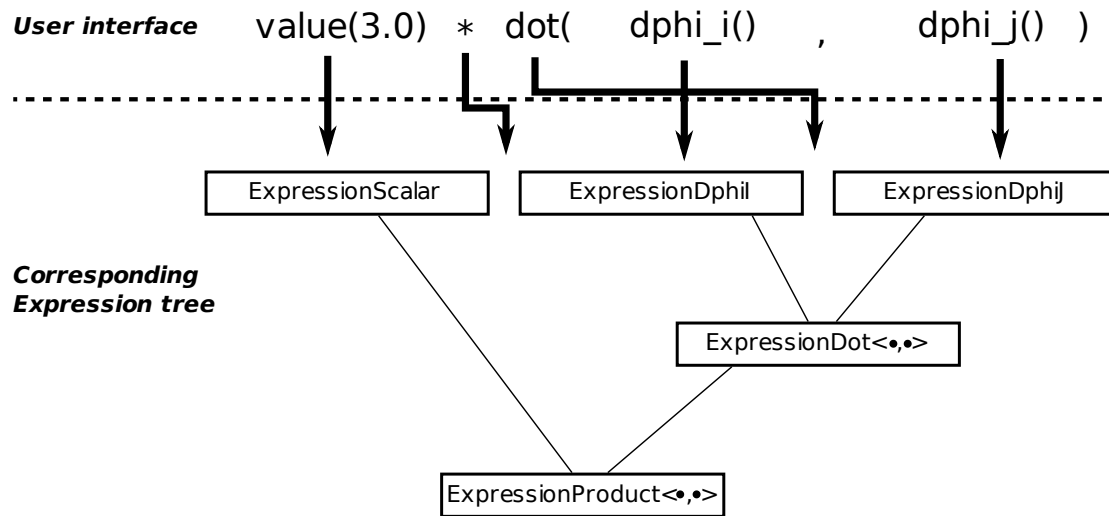 User interface value(3.0) * dot( dphi_i() , dphi_j() )
ExpressionScalar ExpressionDphiI ExpressionDphiJ
Corresponding
Expression tree
ExpressionDot<•,•>
ExpressionProduct<•,•>